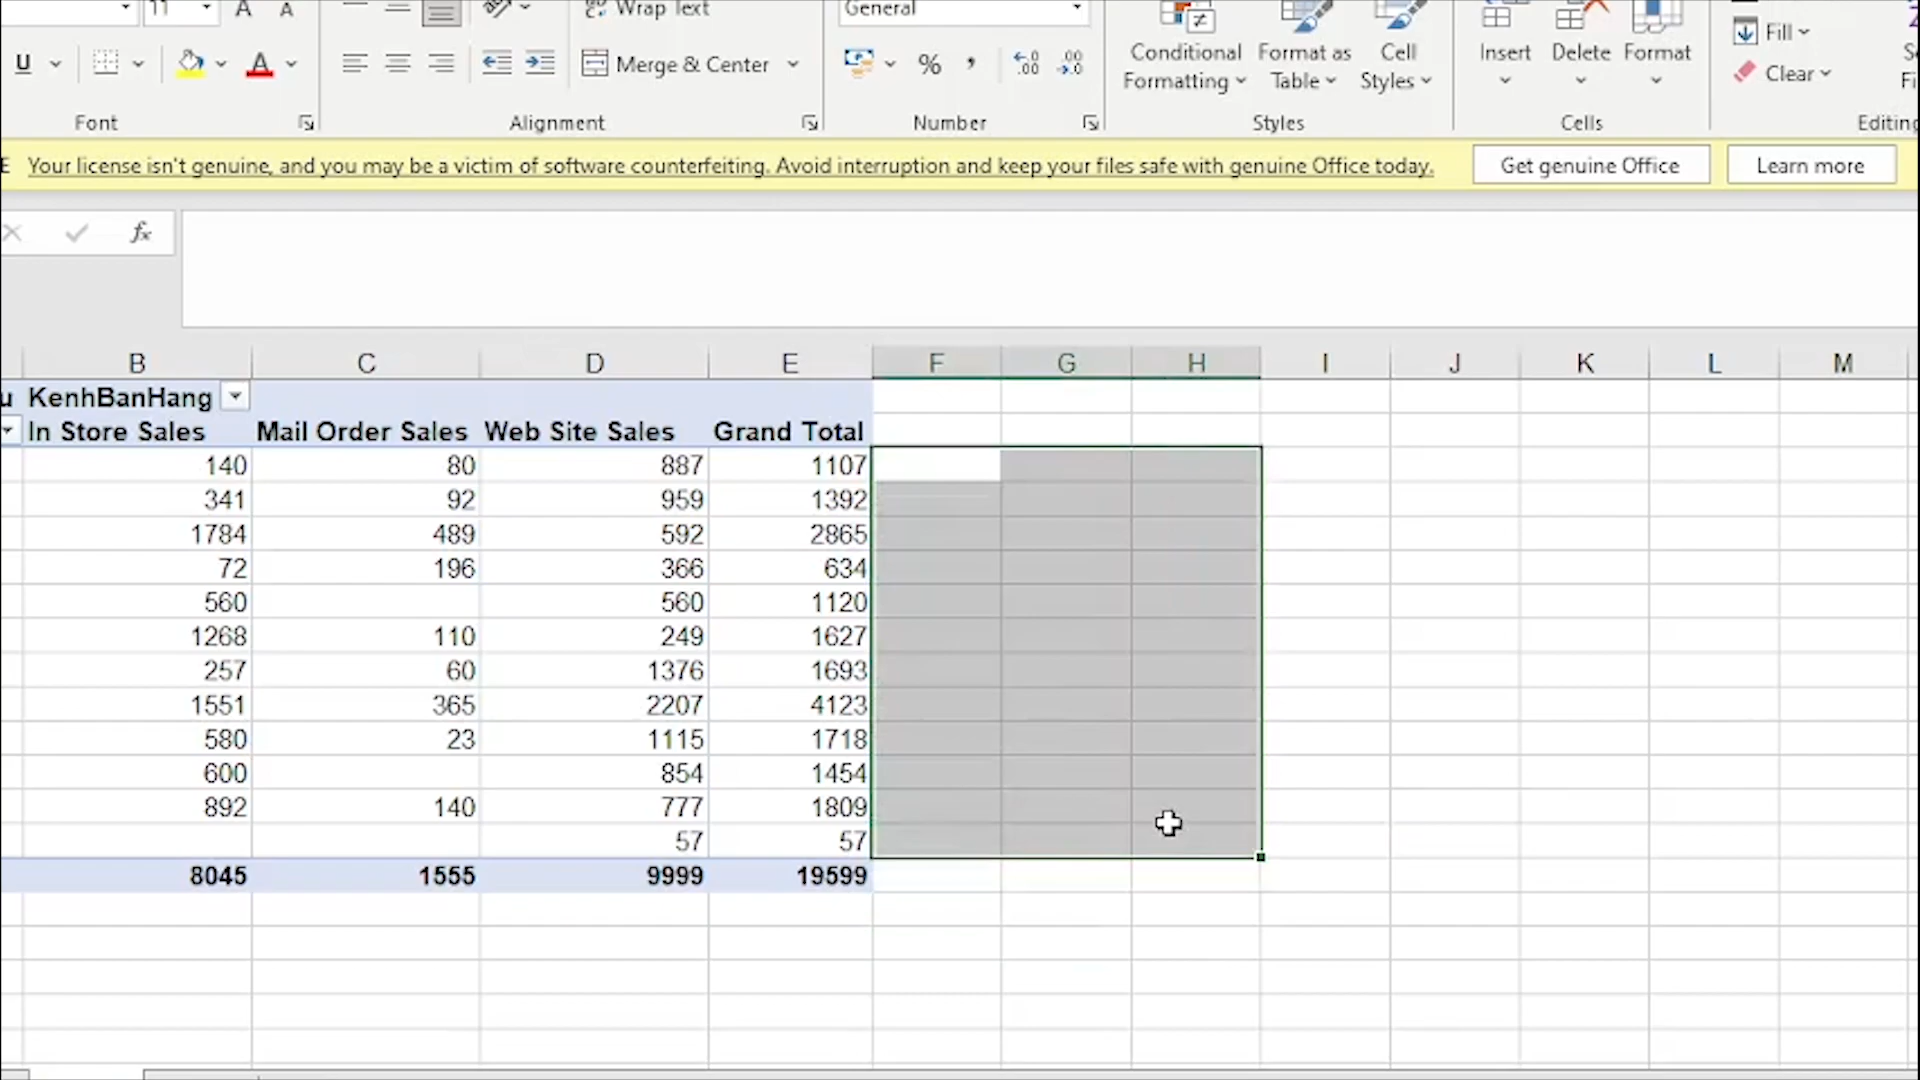 11 A A Wrap Text General
U A Merge & Center % , .00 .00 Conditional Formatting Format as Table Cell Styles Insert Delete Format Fill
Clear
Font Alignment Number Styles Cells Editing
E Your license isn't genuine, and you may be a victim of software counterfeiting. Avoid interruption and keep your files safe with genuine Office today. Get genuine Office Learn more
fx
B C D E F G H I J K L M
u KenhBanHang
In Store Sales Mail Order Sales Web Site Sales Grand Total
140 80 887 1107
341 92 959 1392
1784 489 592 2865
72 196 366 634
560 560 1120
1268 110 249 1627
257 60 1376 1693
1551 365 2207 4123
580 23 1115 1718
600 854 1454
892 140 777 1809
57 57
8045 1555 9999 19599